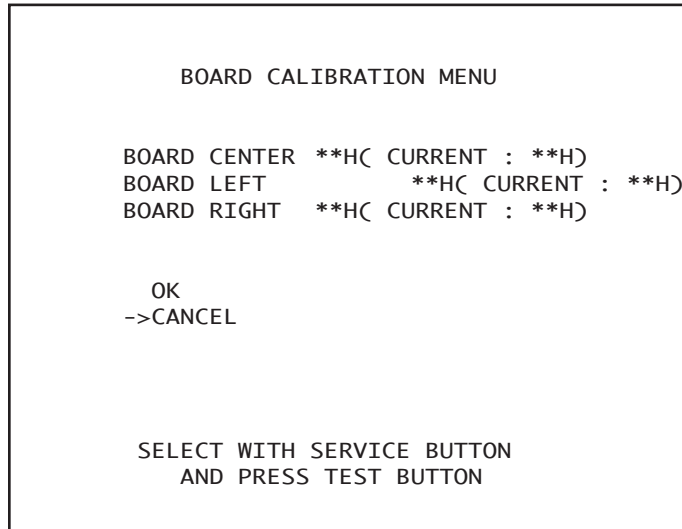 BOARD CALIBRATION MENU
BOARD CENTER **H( CURRENT : **H)
BOARD LEFT **H( CURRENT : **H)
BOARD RIGHT **H( CURRENT : **H)
OK
->CANCEL
SELECT WITH SERVICE BUTTON
AND PRESS TEST BUTTON